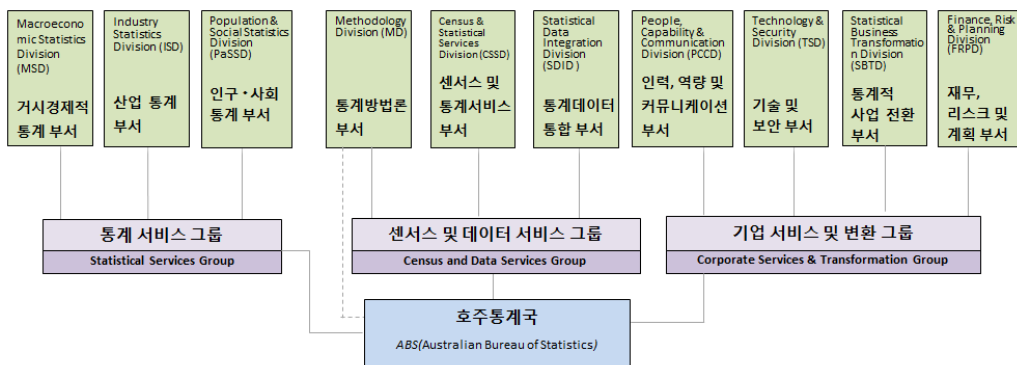 Macroecono
mic Statistics
Division
(MSD)
거시경제적
통계 부서
Industry
Statistics
Division (ISD)
산업 통계
부서
Population &
Social Statistics
Division
(PaSSD)
인구・사회
통계 부서
Methodology
Division (MD)
통계방법론
부서
Census &
Statistical
Services
Division(CSSD)
센서스 및
통계서비스
부서
Statistical
Data
Integration
Division
(SDID)
통계데이터
통합 부서
People,
Capability &
Communication
Division (PCCD)
인력, 역량 및
커뮤니케이션
부서
Technology &
Security
Division (TSD)
기술 및
보안 부서
Statistical
Business
Transformatio
n Division
(SBTD)
통계적
사업 전환
부서
Finance, Risk
& Planning
Division
(FRPD)
재무,
리스크 및
계획 부서
통계 서비스 그룹
Statistical Services Group
센서스 및 데이터 서비스 그룹
Census and Data Services Group
기업 서비스 및 변환 그룹
Corporate Services & Transformation Group
호주통계국
ABS(Australian Bureau of Statistics)